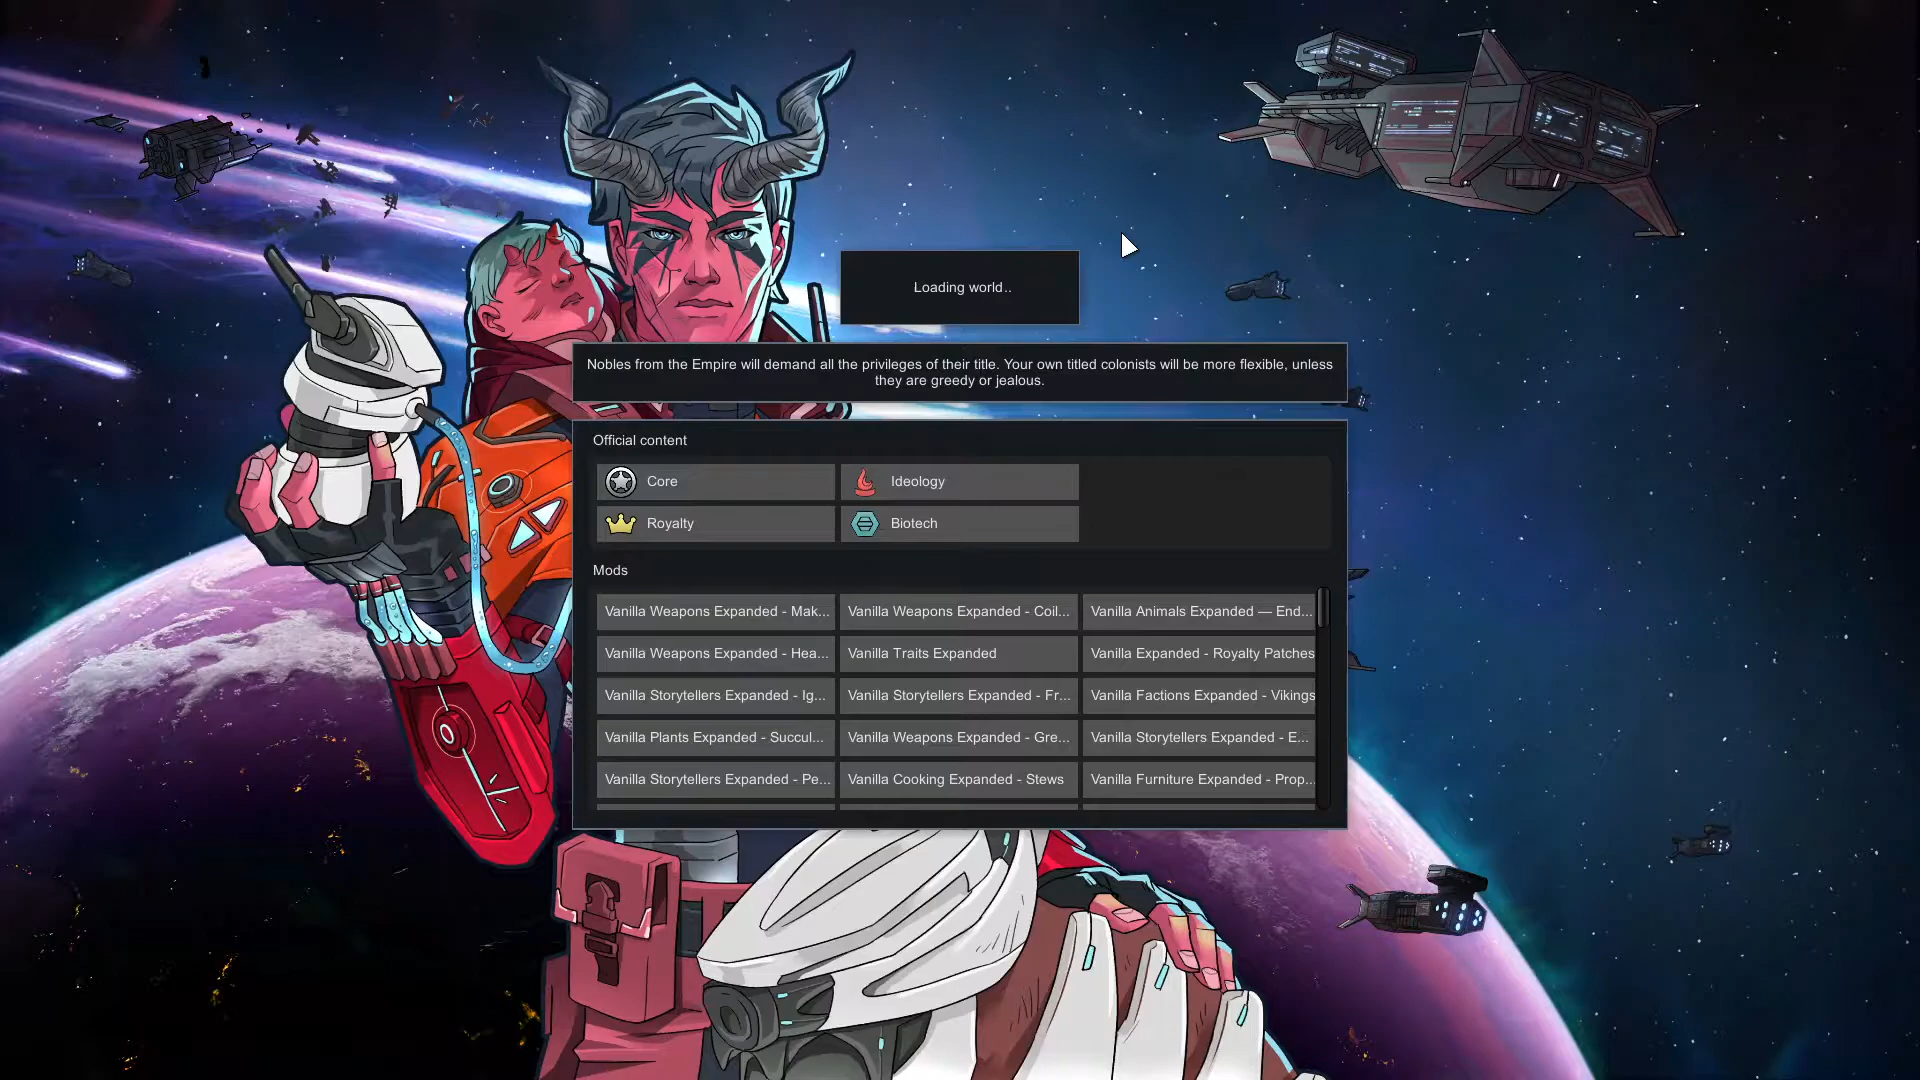 Loading world..
Nobles from the Empire will demand all the privileges of their title. Your own titled colonists will be more flexible, unless
they are greedy or jealous.
Official content
Core
Ideology
Royalty
Biotech
Mods
Vanilla Weapons Expanded - Mak...
Vanilla Weapons Expanded - Coil...
Vanilla Animals Expanded — End...
Vanilla Weapons Expanded - Hea...
Vanilla Traits Expanded
Vanilla Expanded - Royalty Patches
Vanilla Storytellers Expanded - Ig...
Vanilla Storytellers Expanded - Fr...
Vanilla Factions Expanded - Vikings
Vanilla Plants Expanded - Succul...
Vanilla Weapons Expanded - Gre...
Vanilla Storytellers Expanded - E...
Vanilla Storytellers Expanded - Pe...
Vanilla Cooking Expanded - Stews
Vanilla Furniture Expanded - Prop...